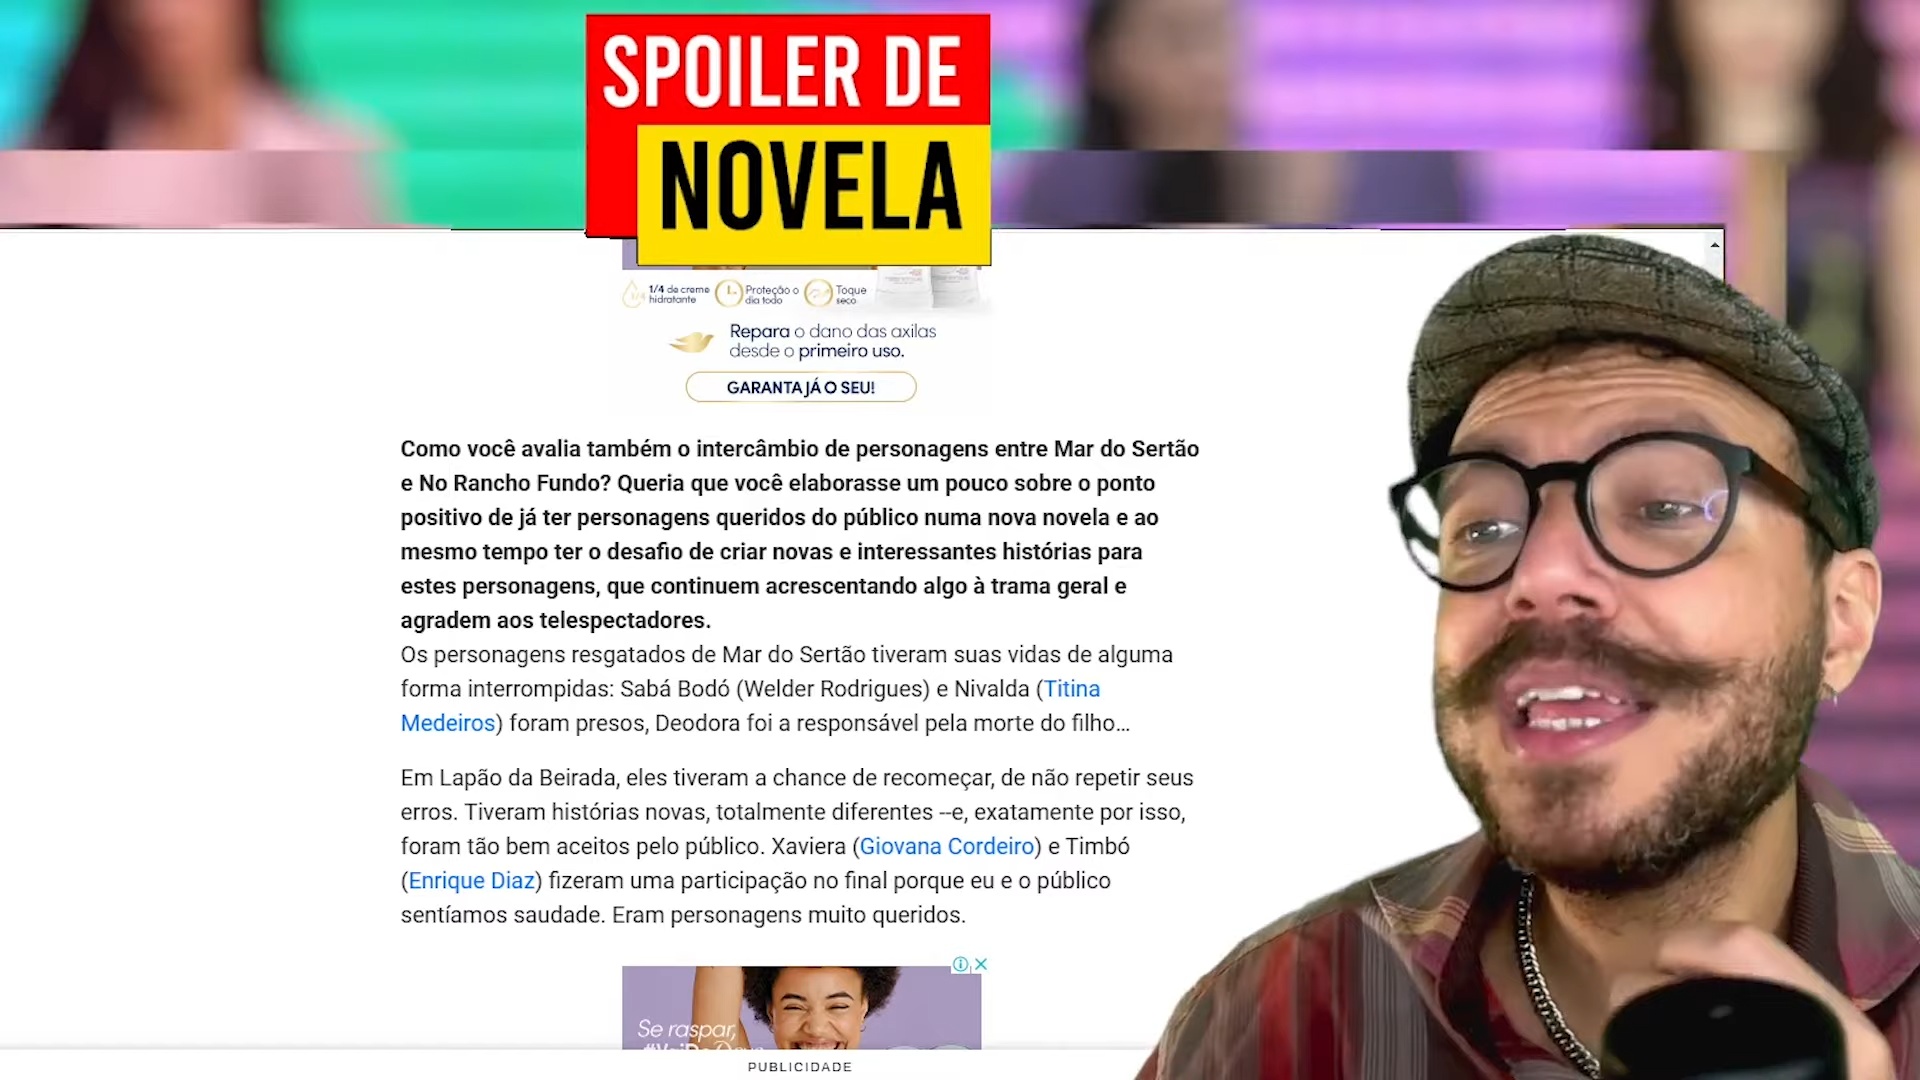 SPOILER DE
NOVELA
1/4 de creme
hidratante
Proteção o
dia todo
Toque
seco
Repara o dano das axilas
desde o primeiro uso.
GARANTA JÁ O SEU!
Como você avalia também o intercâmbio de personagens entre Mar do Sertão
e No Rancho Fundo? Queria que você elaborasse um pouco sobre o ponto
positivo de já ter personagens queridos do público numa nova novela e ao
mesmo tempo ter o desafio de criar novas e interessantes histórias para
estes personagens, que continuem acrescentando algo à trama geral e
agradem aos telespectadores.
Os personagens resgatados de Mar do Sertão tiveram suas vidas de alguma
forma interrompidas: Sabá Bodó (Welder Rodrigues) e Nivalda (Titina
Medeiros) foram presos, Deodora foi a responsável pela morte do filho…
Em Lapão da Beirada, eles tiveram a chance de recomeçar, de não repetir seus
erros. Tiveram histórias novas, totalmente diferentes --e, exatamente por isso,
foram tão bem aceitos pelo público. Xaviera (Giovana Cordeiro) e Timbó
(Enrique Diaz) fizeram uma participação no final porque eu e o público
sentíamos saudade. Eram personagens muito queridos.
Se raspar,
PUBLICIDADE